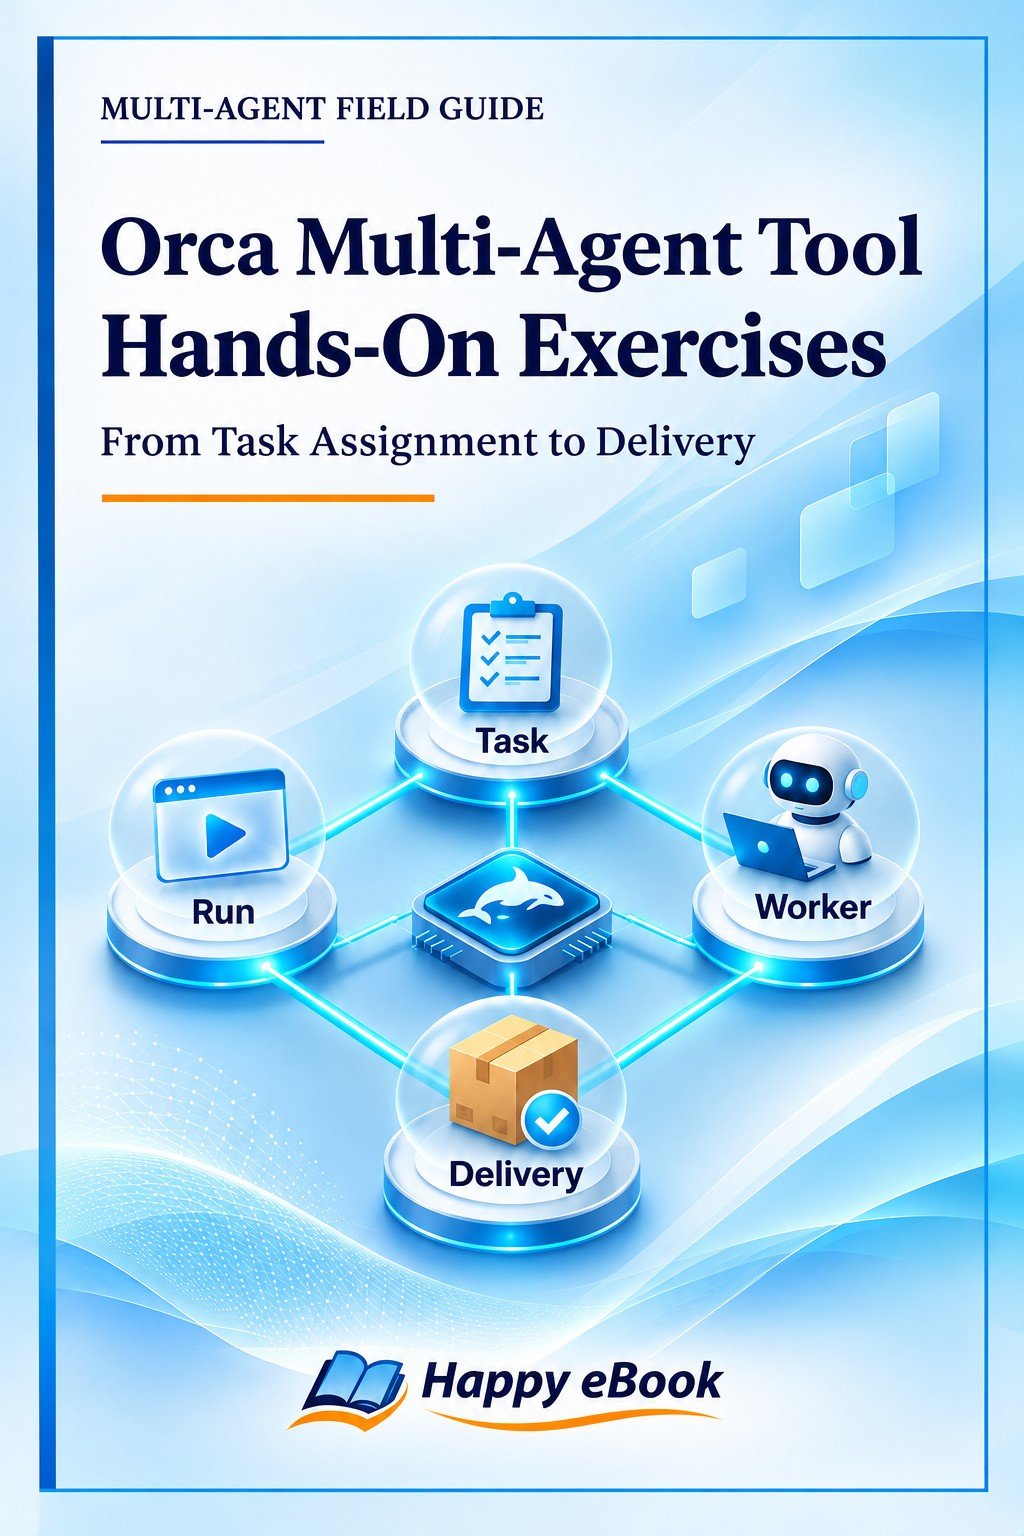 MULTI-AGENT FIELD GUIDE
Orca Multi-Agent Tool
Hands-On Exercises
From Task Assignment to Delivery
Task
Run
Worker
Delivery
Happy eBook